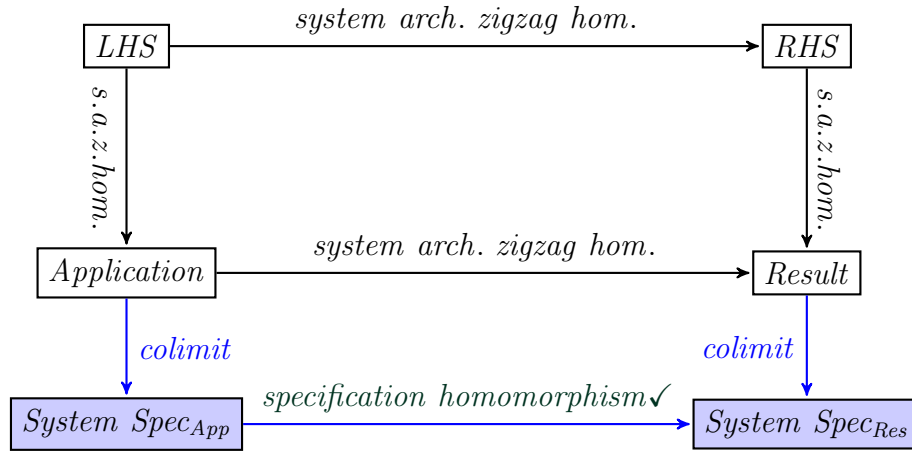 system arch. zigzag hom.
LHS
RHS
s.a.z.hom.
s.a.z.hom.
system arch. zigzag hom.
Application
Result
colimit
colimit
specification homomorphism✓
System Spec_App
System Spec_Res